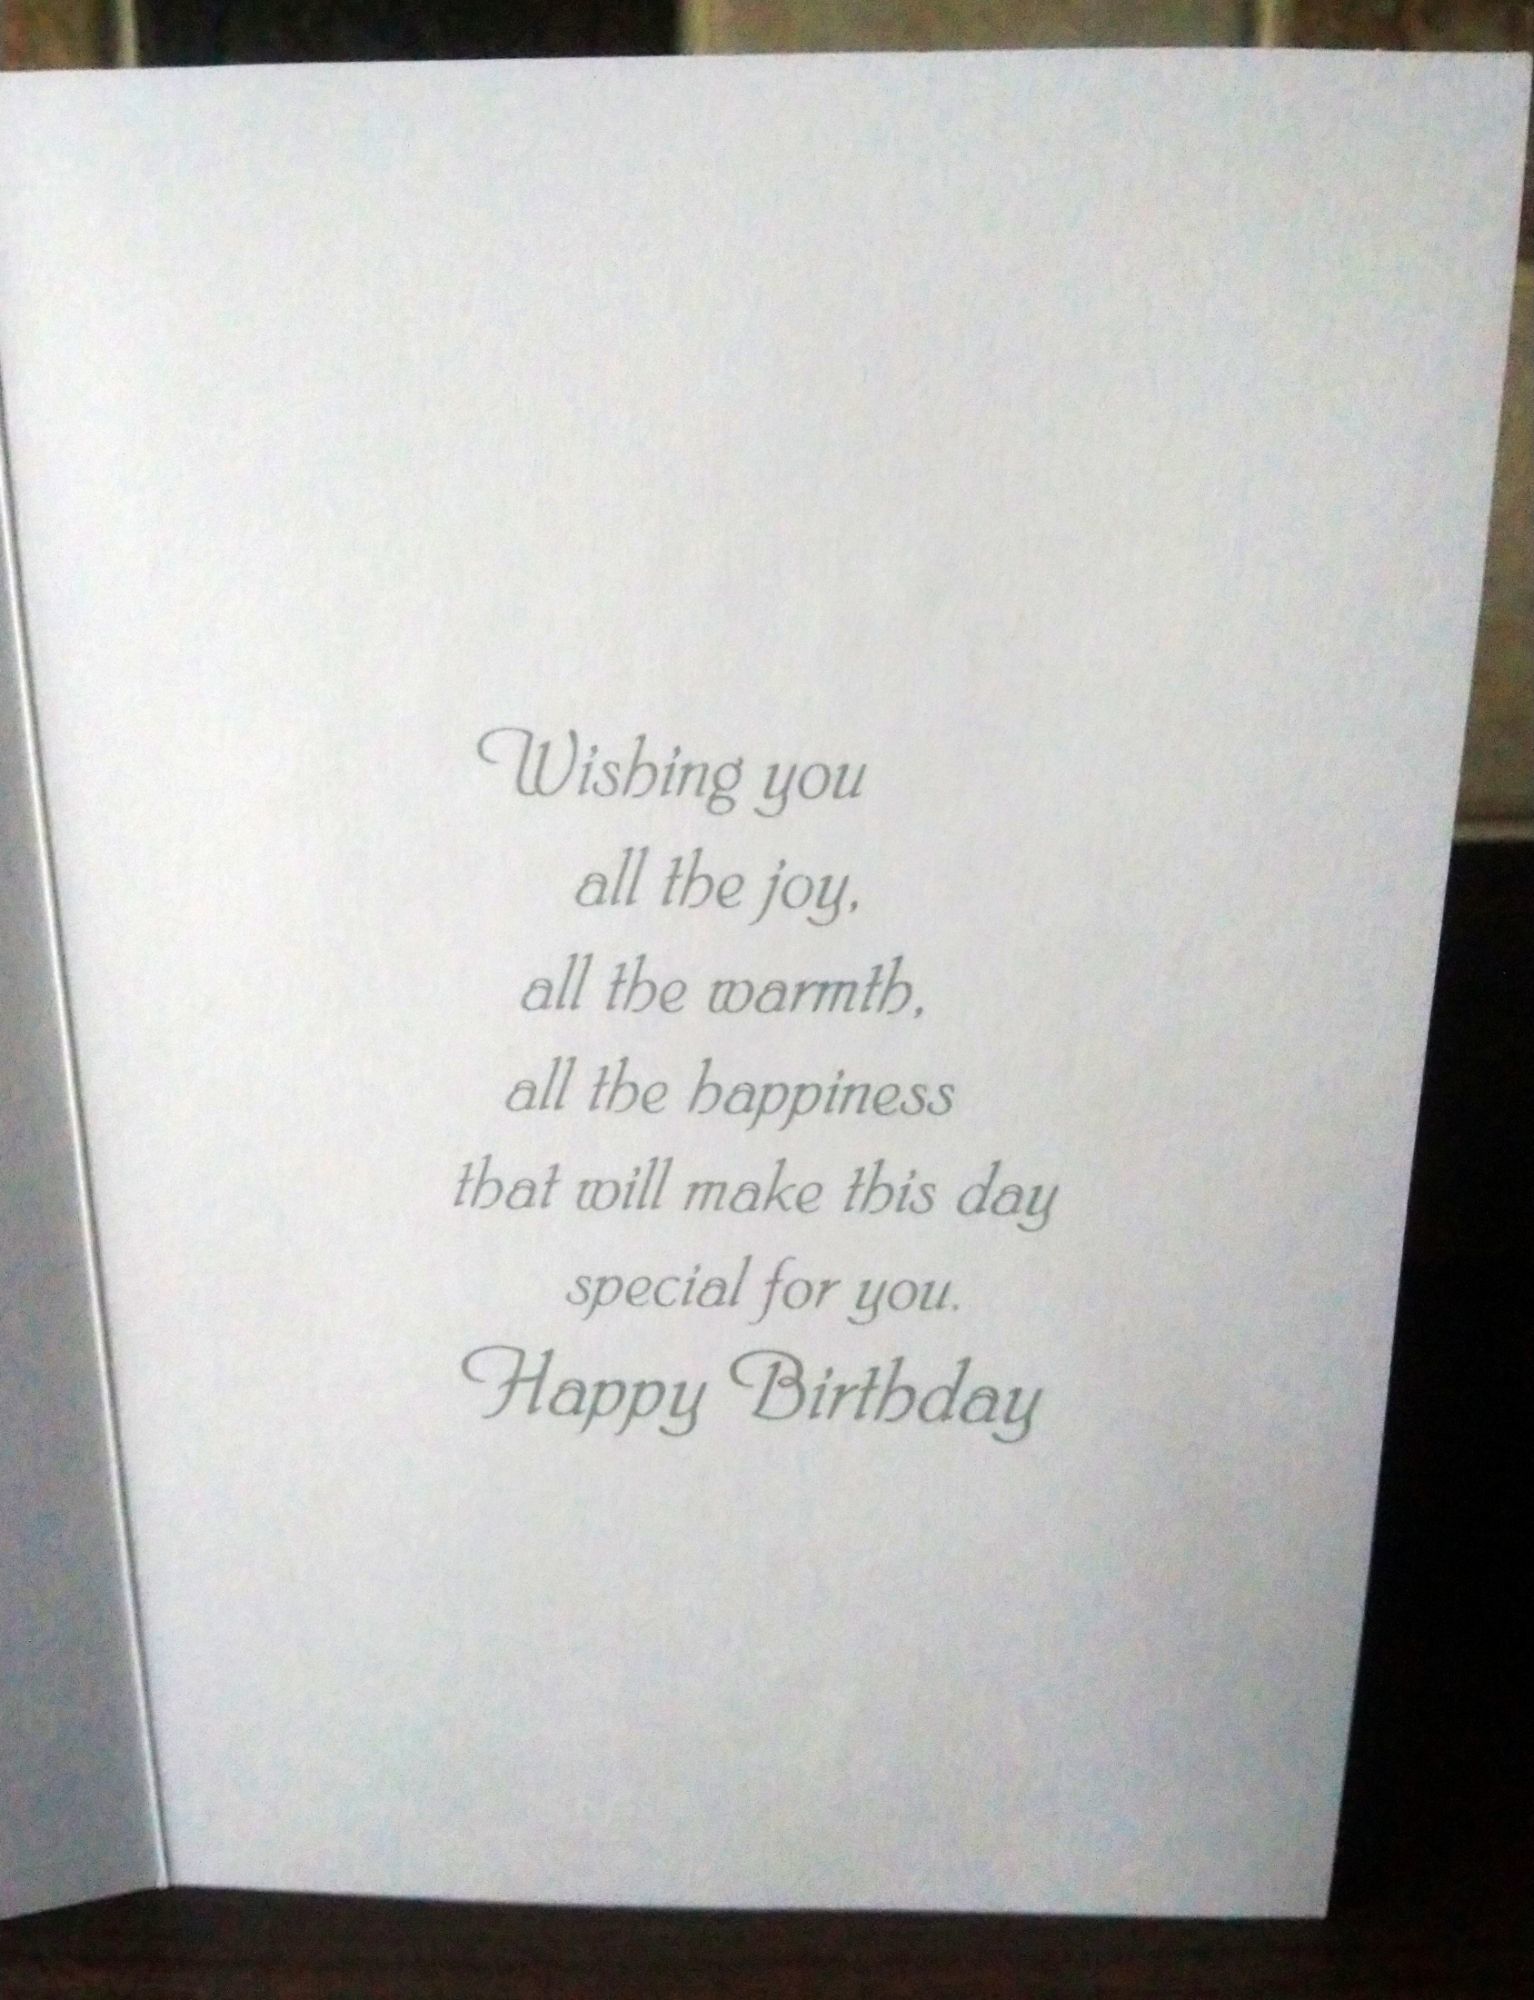 Wishing you
all the joy,
all the warmth,
all the happiness
that will make this day
special for you.
Happy Birthday